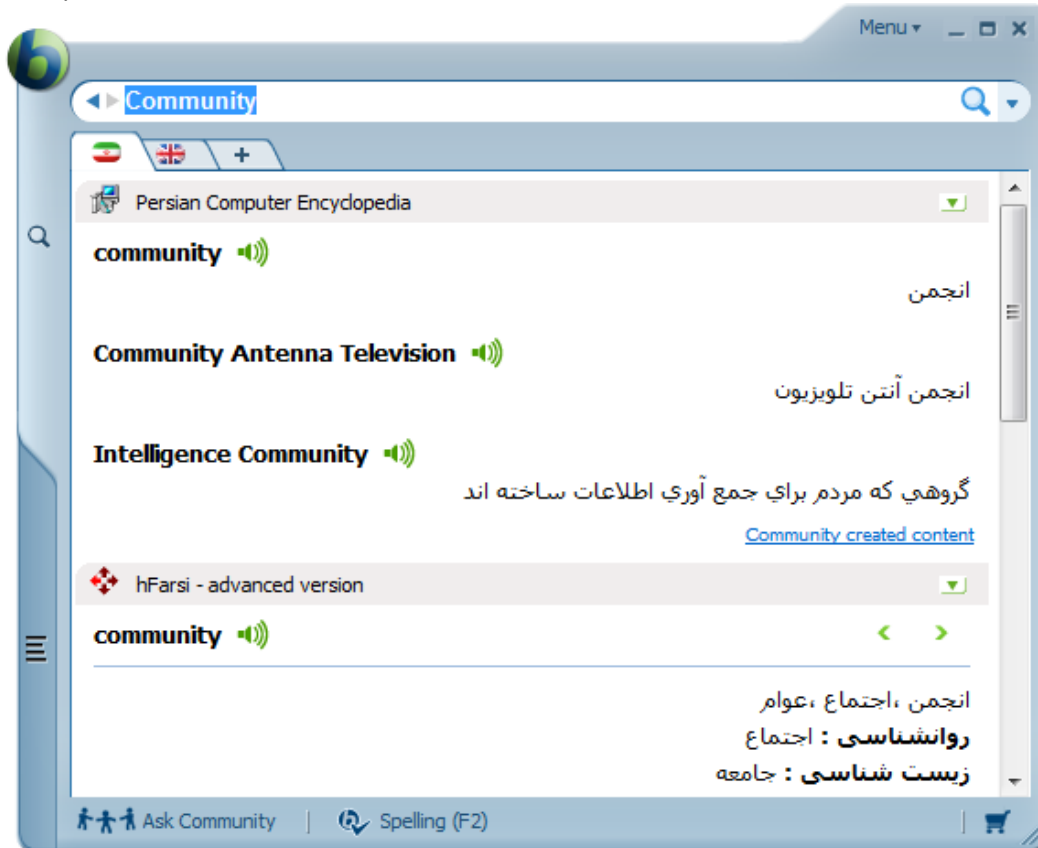 Menu
Community
+
Persian Computer Encyclopedia
community
انجمن
Community Antenna Television
انجمن آنتن تلويزيون
Intelligence Community
گروهي که مردم براي جمع آوري اطلاعات ساخته اند
Community created content
hFarsi - advanced version
community
انجمن ،اجتماع ،عوام
روانشناسی : اجتماع
زیست شناسی : جامعه
Ask Community | Spelling (F2)